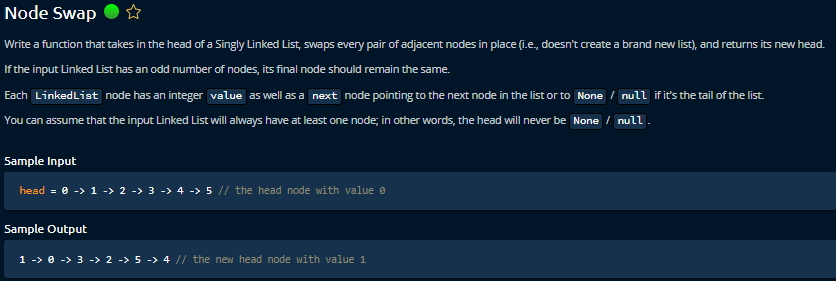 Node Swap
Write a function that takes in the head of a Singly Linked List, swaps every pair of adjacent nodes in place (i.e., doesn't create a brand new list), and returns its new head.
If the input Linked List has an odd number of nodes, its final node should remain the same.
Each LinkedList node has an integer value as well as a next node pointing to the next node in the list or to None / null if it's the tail of the list.
You can assume that the input Linked List will always have at least one node; in other words, the head will never be None / null .
Sample Input
head = 0 -> 1 -> 2 -> 3 -> 4 -> 5 // the head node with value 0
Sample Output
1 -> 0 -> 3 -> 2 -> 5 -> 4 // the new head node with value 1